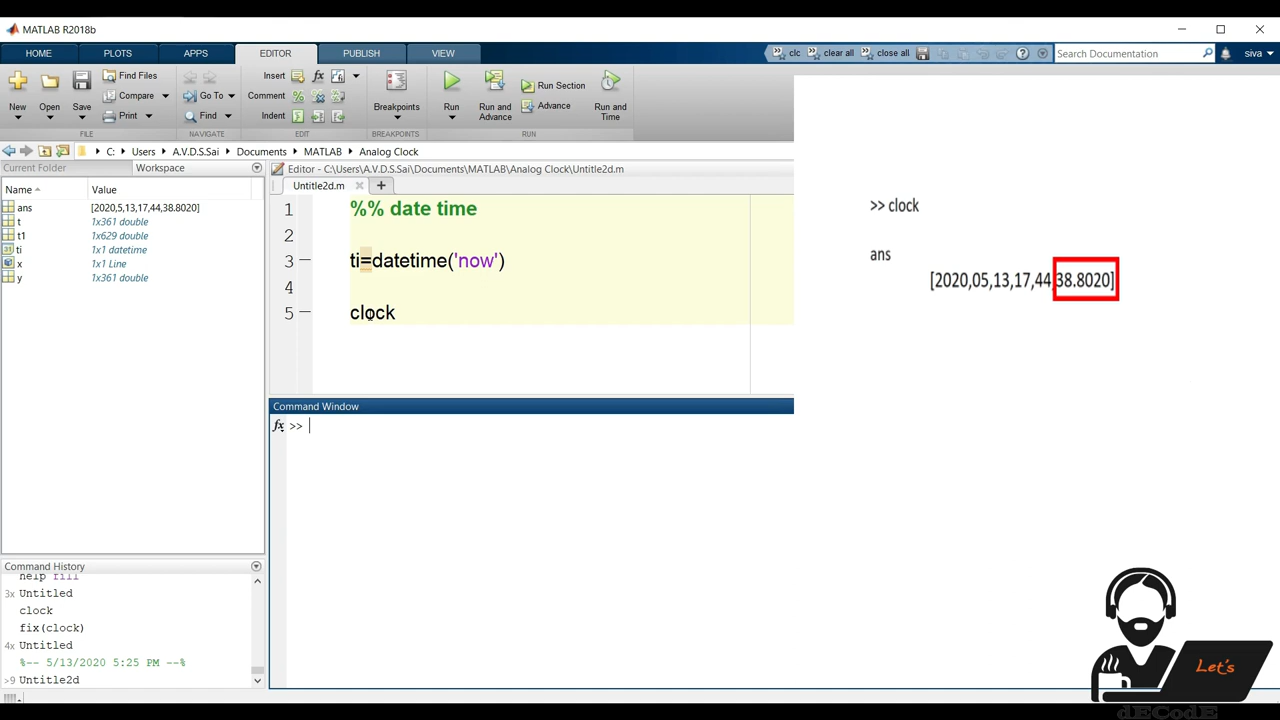 MATLAB R2018b
HOME PLOTS APPS EDITOR PUBLISH VIEW clc clear all close all Search Documentation siva
New Open Save Find Files Compare Print Go To Find Insert Comment Indent Breakpoints Run Run and Advance Run Section Advance Run and Time
FILE NAVIGATE EDIT BREAKPOINTS RUN
C: Users A.V.D.S.Sai Documents MATLAB Analog Clock
Current Folder Workspace
Name Value
ans [2020,5,13,17,44,38.8020]
t 1x361 double
t1 1x629 double
ti 1x1 datetime
x 1x1 Line
y 1x361 double
Command History
help fill
3x Untitled
clock
fix(clock)
4x Untitled
%-- 5/13/2020 5:25 PM --%
>9 Untitle2d
Editor - C:\Users\A.V.D.S.Sai\Documents\MATLAB\Analog Clock\Untitle2d.m
Untitle2d.m
1 %% date time
2
3 ti=datetime('now')
4
5 clock
Command Window
fx >>
>> clock
ans
[2020,05,13,17,44,38.8020]
Let's
dECodE